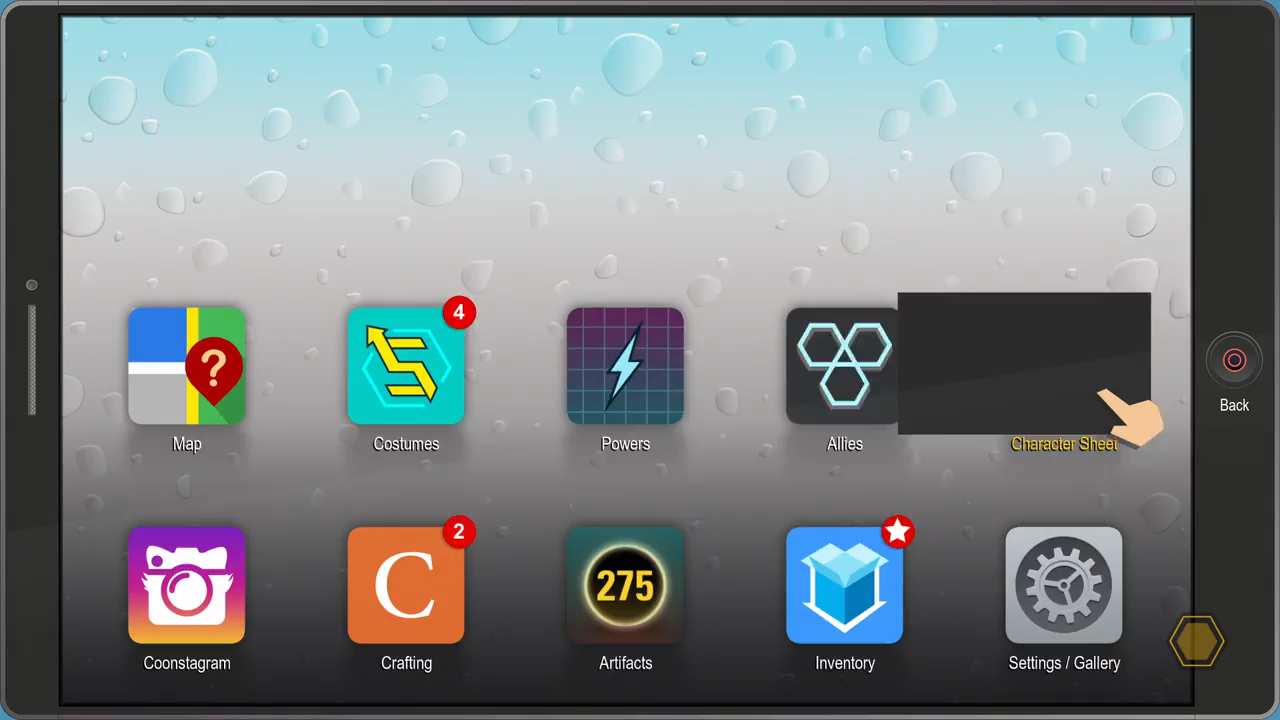 4
?
Map
Costumes
Powers
Allies
Character Sheet
Back
2
C
275
Coonstagram
Crafting
Artifacts
Inventory
Settings / Gallery